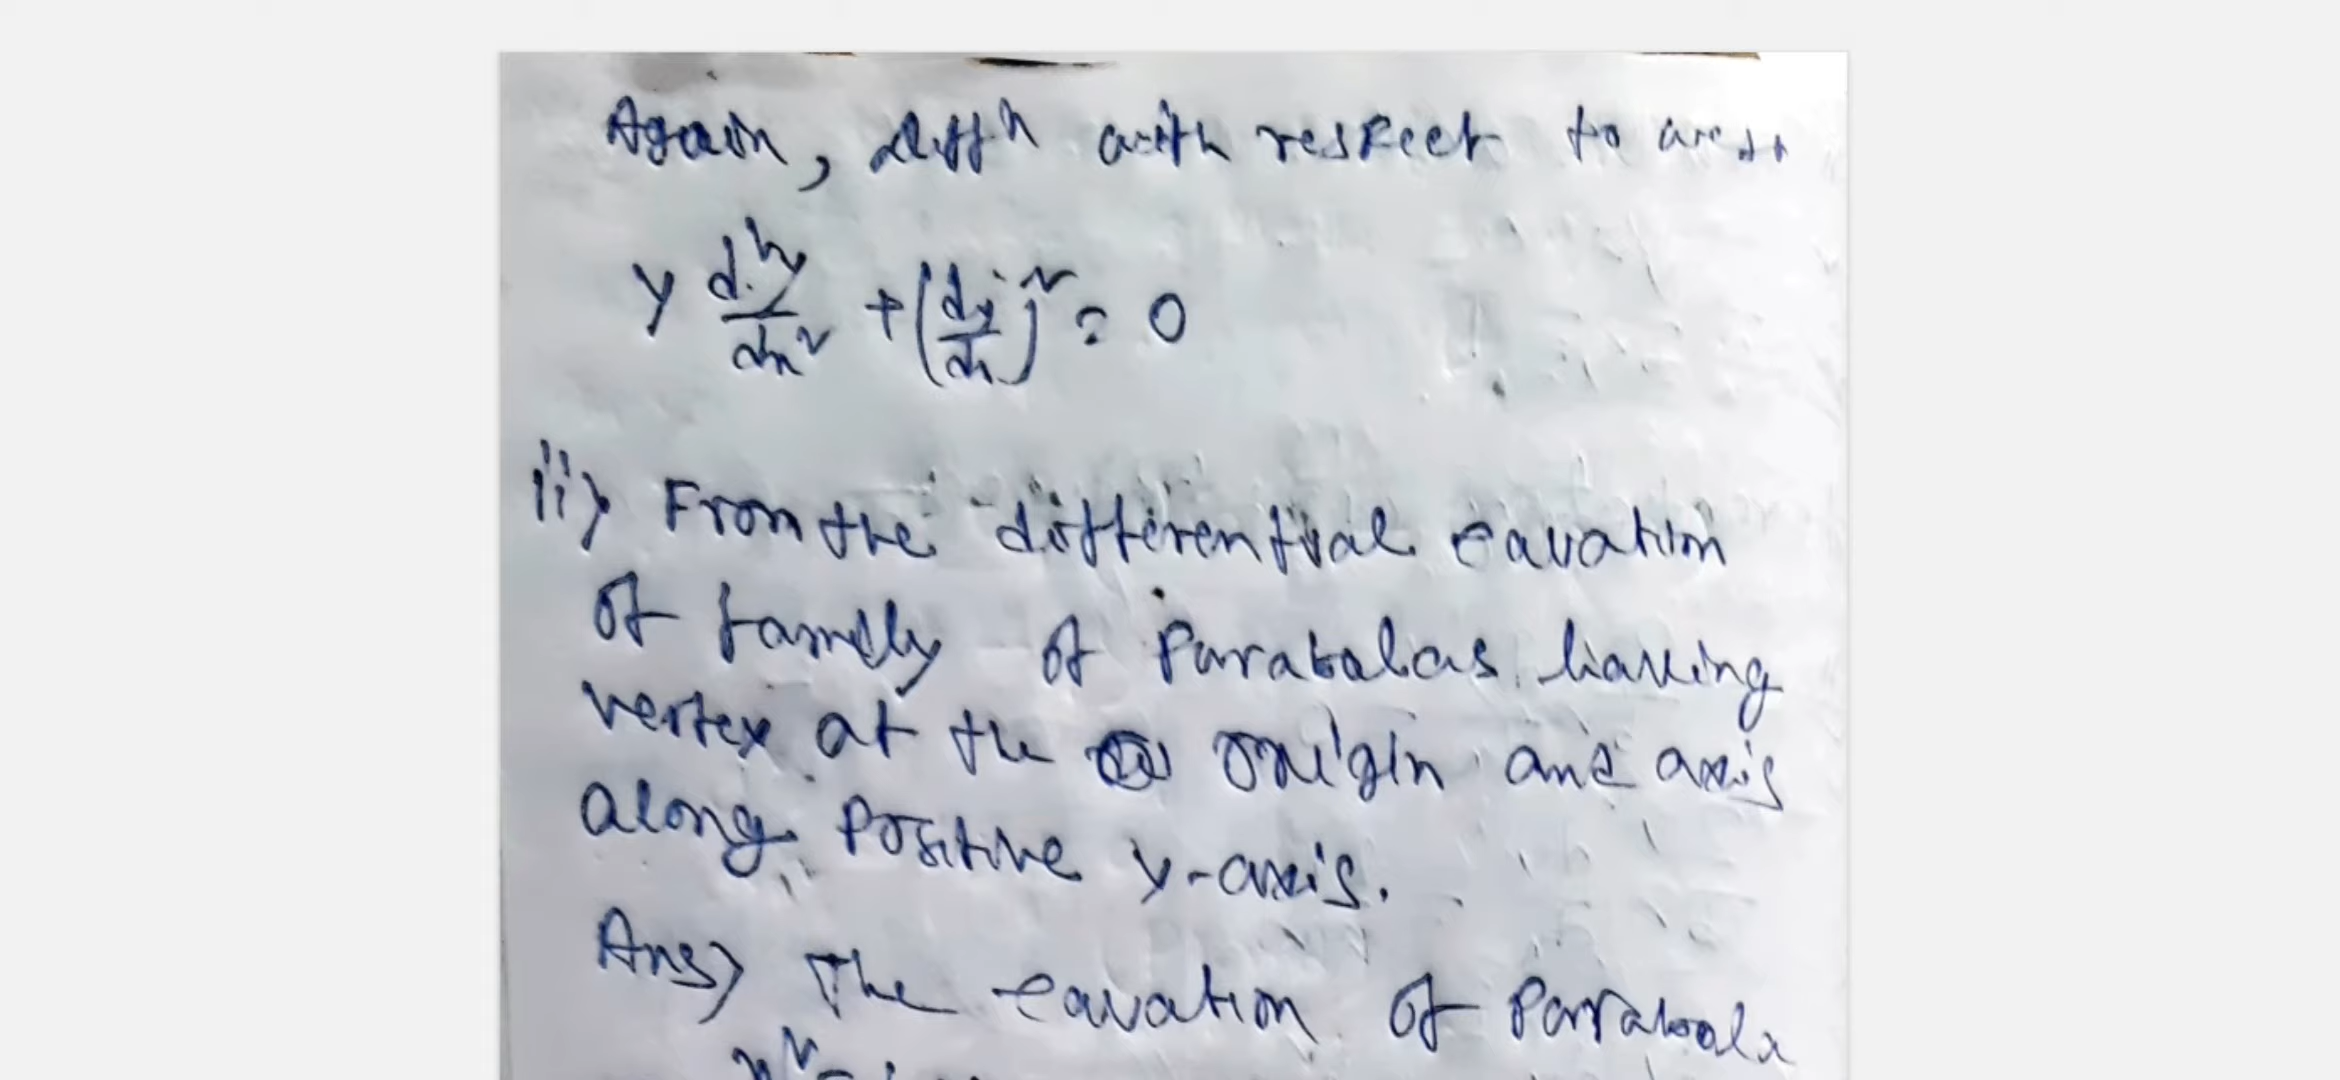 Again, diffn with respect to
y d²y/dx² + (dy/dx)² = 0
ii) From the differential equation
of family of Parabolas having
vertex at the origin and axis
along Positive y-axis.
Ans) The equation of Parabola
x² =